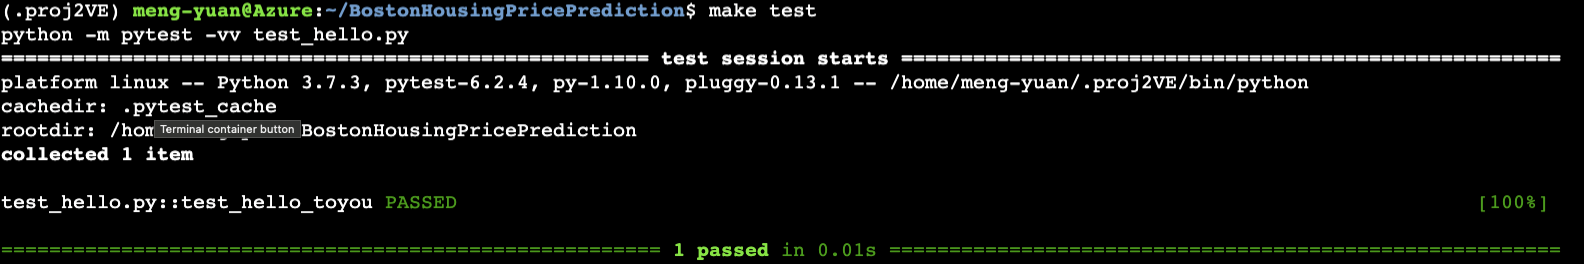 (.proj2VE) meng-yuan@Azure:~/BostonHousingPricePrediction$ make test
python -m pytest -vv test_hello.py
====================================================== test session starts =======================================================
platform linux -- Python 3.7.3, pytest-6.2.4, py-1.10.0, pluggy-0.13.1 -- /home/meng-yuan/.proj2VE/bin/python
cachedir: .pytest_cache
rootdir: /hom BostonHousingPricePrediction
Terminal container button
collected 1 item
test_hello.py::test_hello_toyou PASSED [100%]
======================================================= 1 passed in 0.01s ========================================================